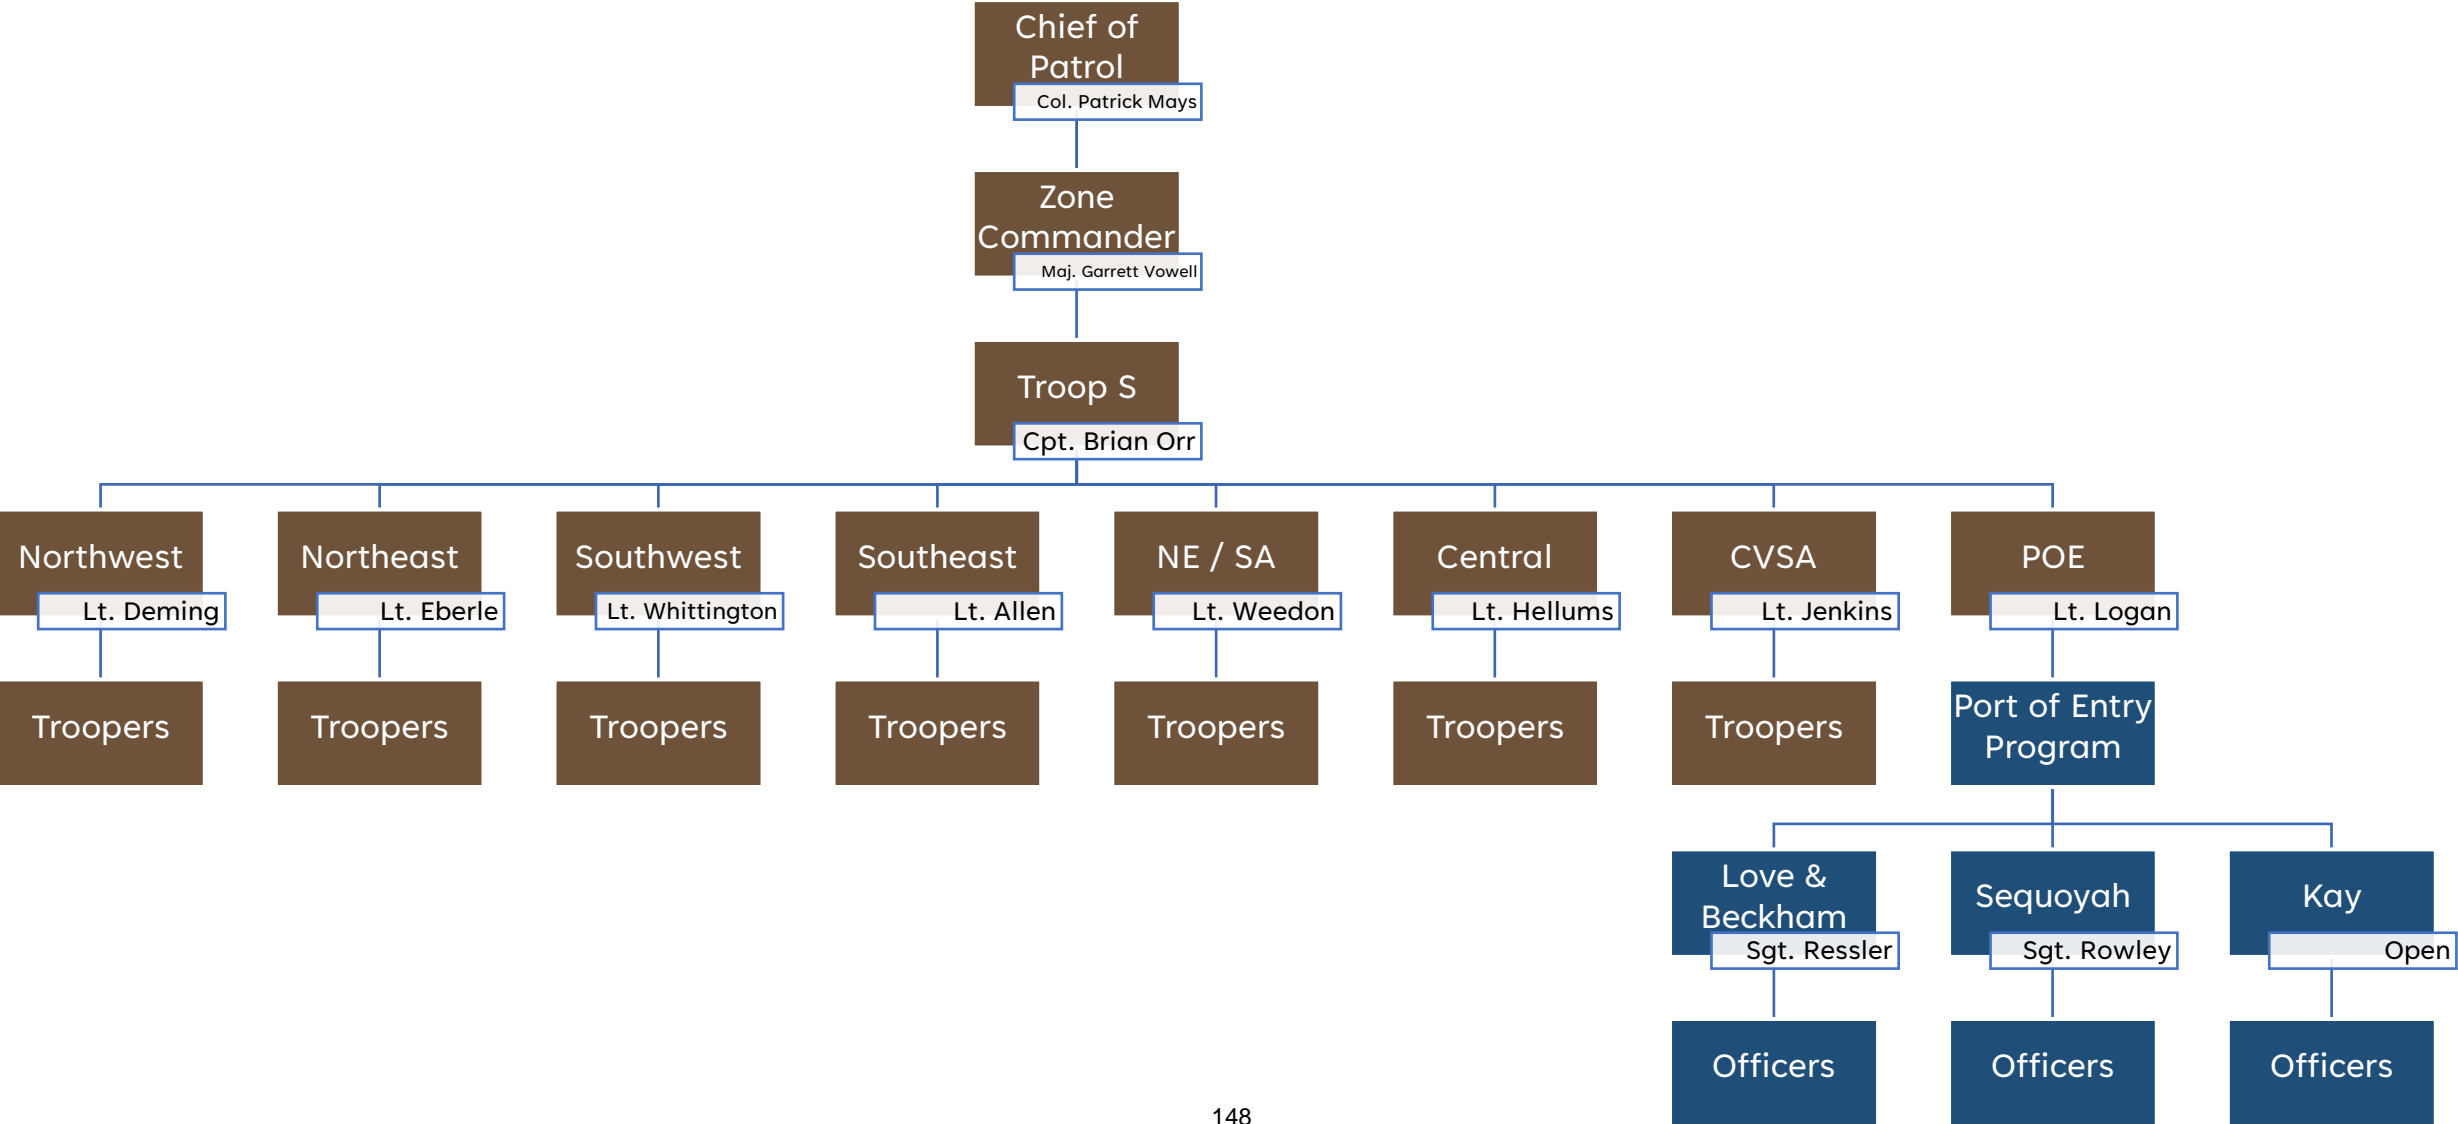 Chief of
Patrol
Col. Patrick Mays
Zone
Commander
Maj. Garrett Vowell
Troop S
Cpt. Brian Orr
Northwest
Lt. Deming
Northeast
Lt. Eberle
Southwest
Lt. Whittington
Southeast
Lt. Allen
NE / SA
Lt. Weedon
Central
Lt. Hellums
CVSA
Lt. Jenkins
POE
Lt. Logan
Troopers
Troopers
Troopers
Troopers
Troopers
Troopers
Troopers
Port of Entry
Program
Love &
Beckham
Sgt. Ressler
Sequoyah
Sgt. Rowley
Kay
Open
Officers
Officers
Officers
148